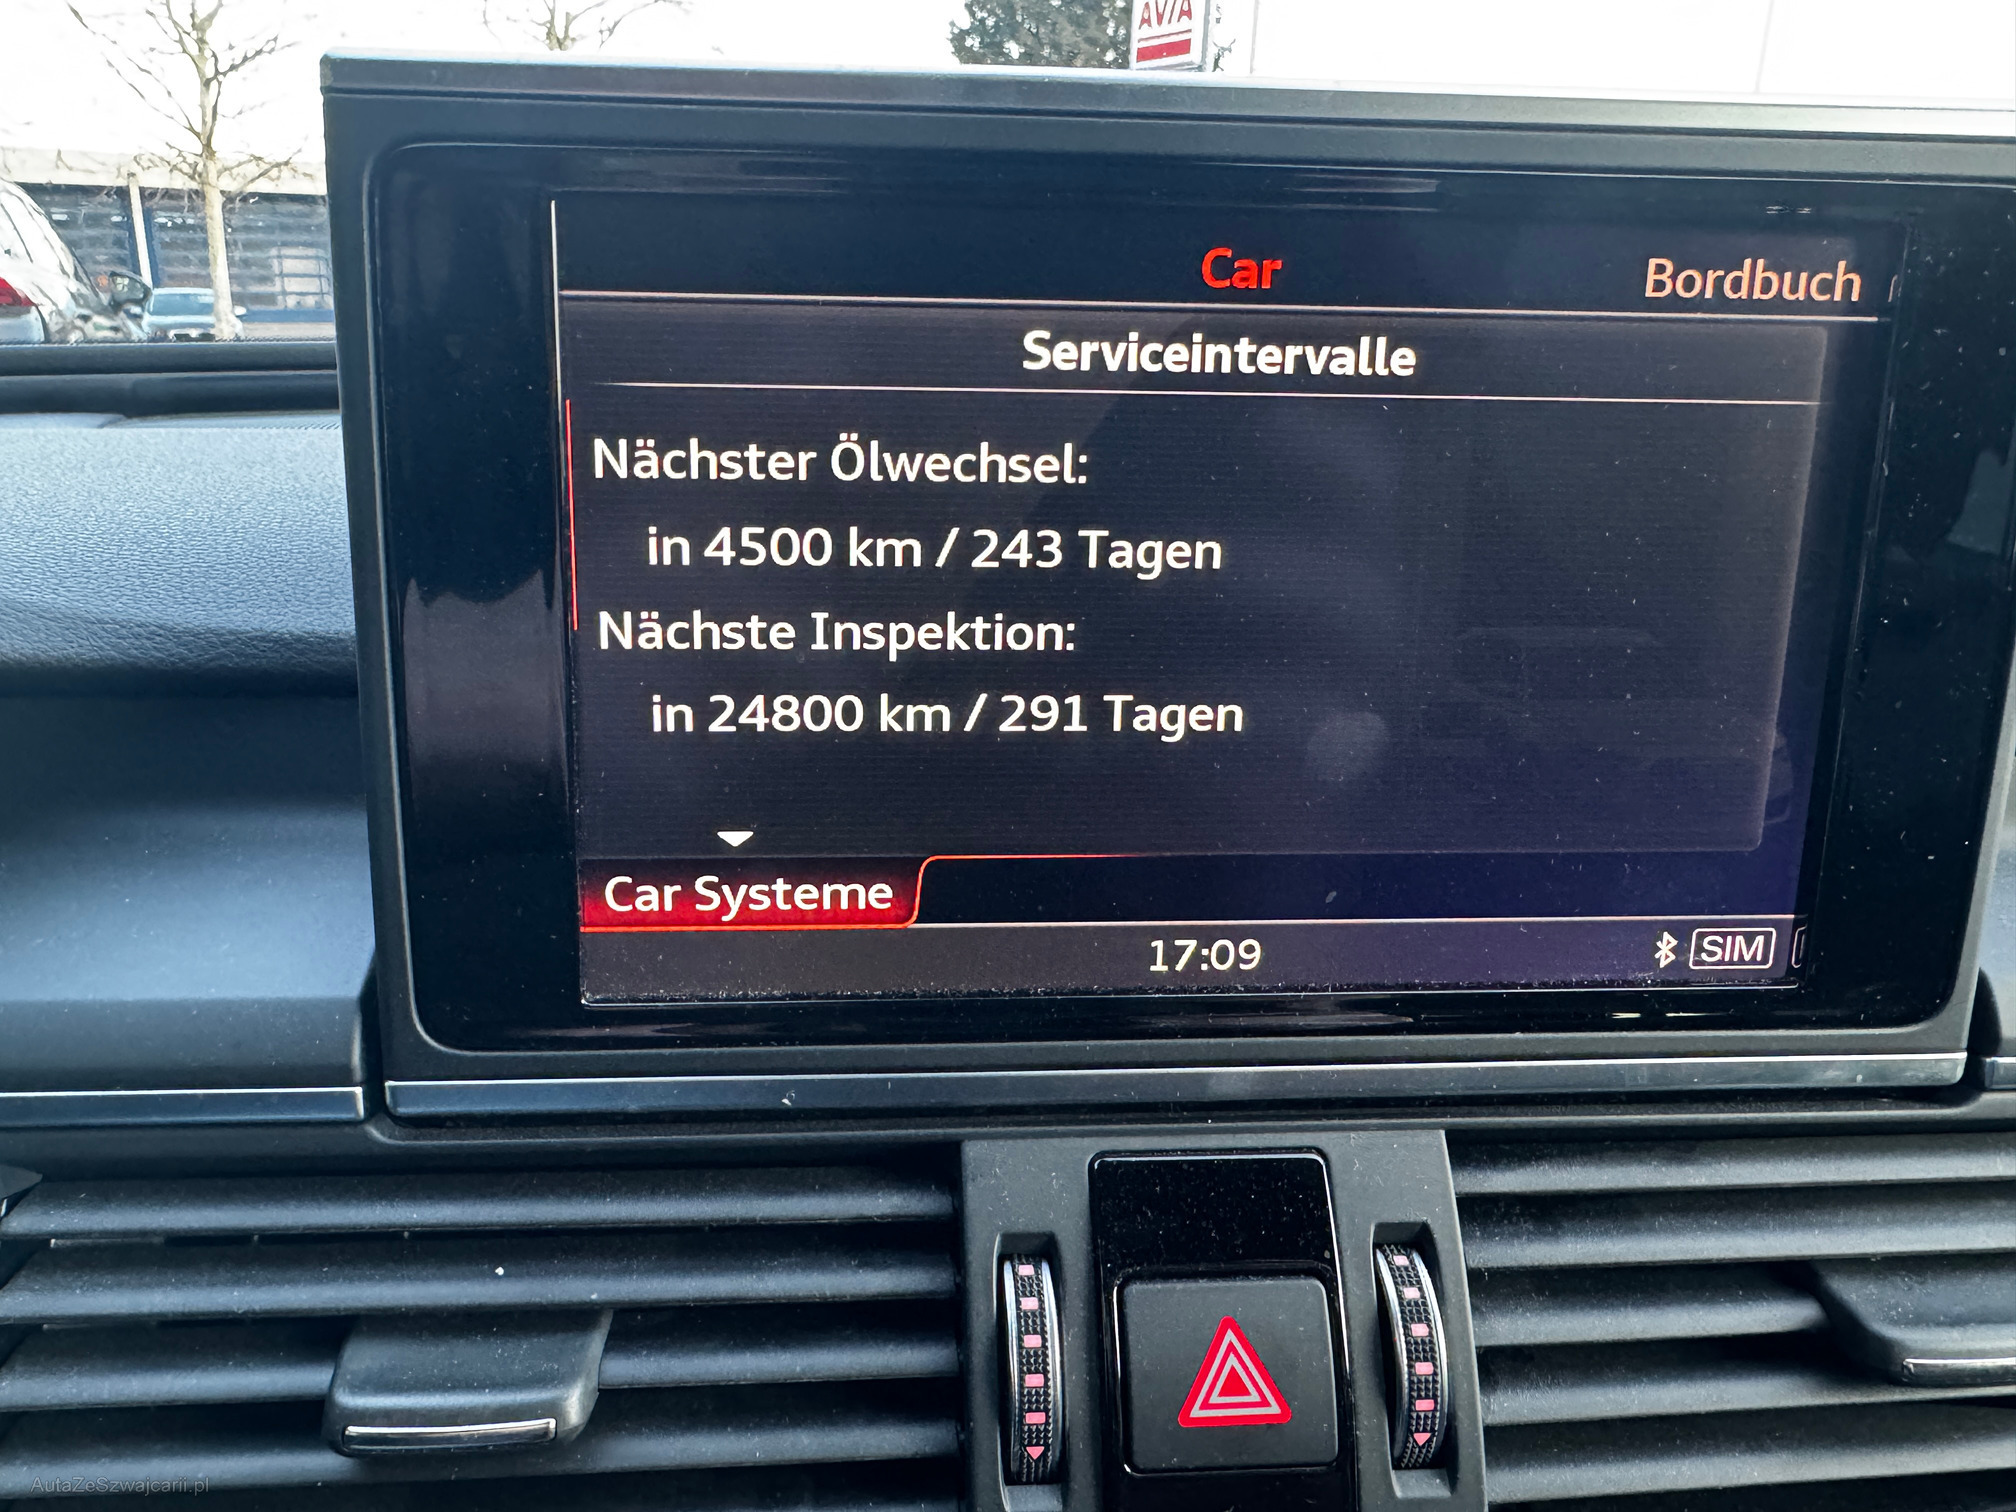 AVIA
Car
Bordbuch
Serviceintervalle
Nächster Ölwechsel:
in 4500 km / 243 Tagen
Nächste Inspektion:
in 24800 km / 291 Tagen
Car Systeme
17:09
SIM
AutaZeSzwajcarii.pl